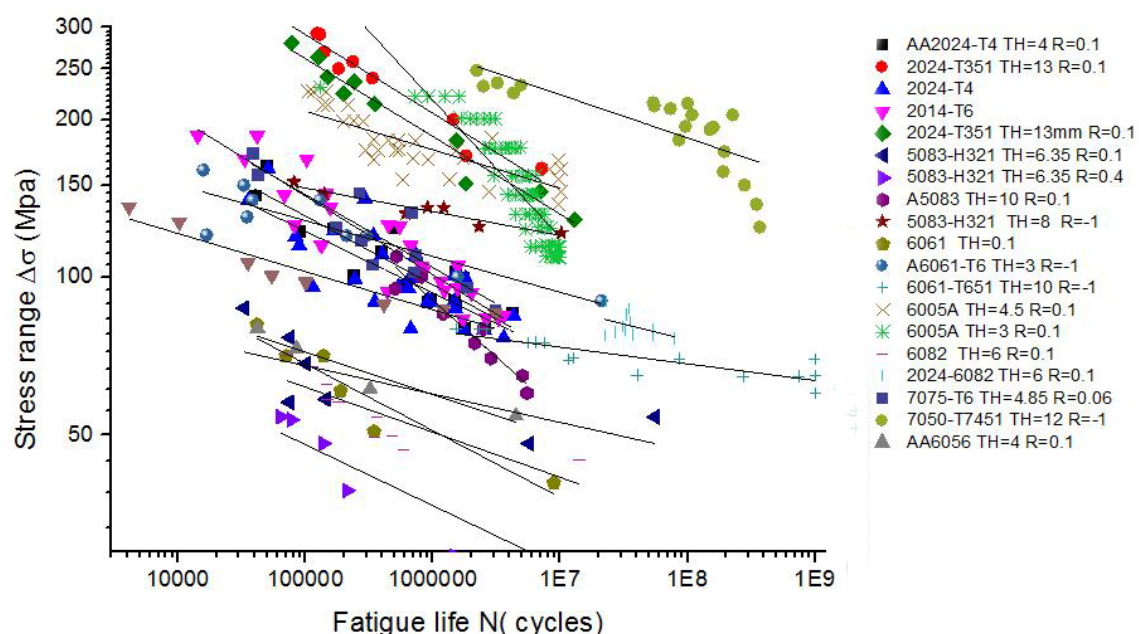 300
250
200
150
100
50
Stress range Δσ (Mpa)
10000
100000
1000000
1E7
1E8
1E9
Fatigue life N( cycles)
AA2024-T4 TH=4 R=0.1
2024-T351 TH=13 R=0.1
2024-T4
2014-T6
2024-T351 TH=13mm R=0.1
5083-H321 TH=6.35 R=0.1
5083-H321 TH=6.35 R=0.4
A5083 TH=10 R=0.1
5083-H321 TH=8 R=-1
6061 TH=0.1
A6061-T6 TH=3 R=-1
6061-T651 TH=10 R=-1
6005A TH=4.5 R=0.1
6005A TH=3 R=0.1
6082 TH=6 R=0.1
2024-6082 TH=6 R=0.1
7075-T6 TH=4.85 R=0.06
7050-T7451 TH=12 R=-1
AA6056 TH=4 R=0.1